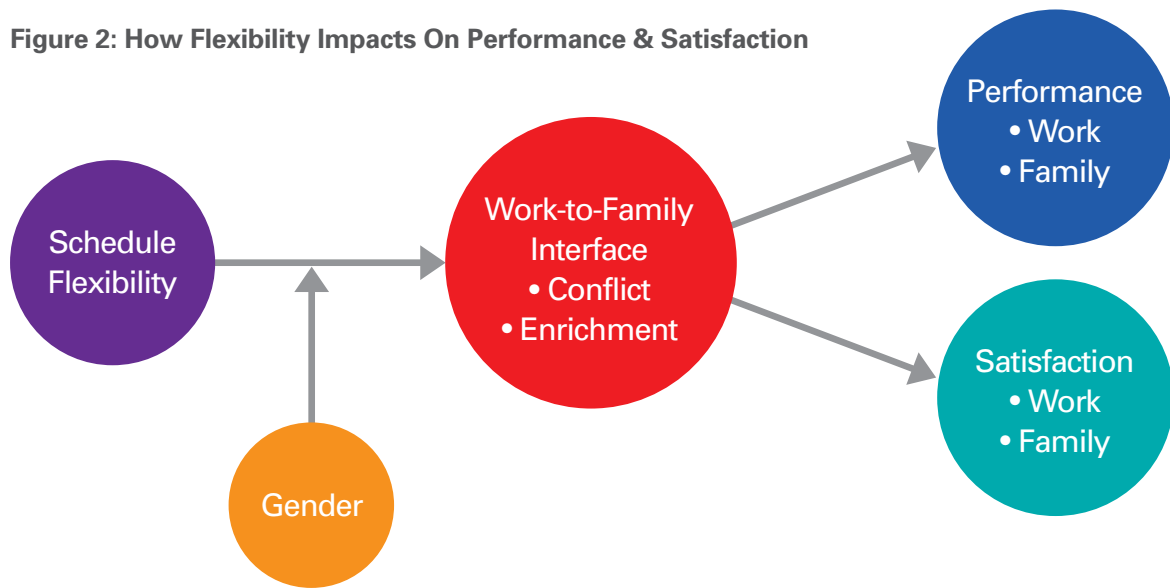 Figure 2: How Flexibility Impacts On Performance & Satisfaction
Schedule
Flexibility
Gender
Work-to-Family
Interface
• Conflict
• Enrichment
Performance
• Work
• Family
Satisfaction
• Work
• Family